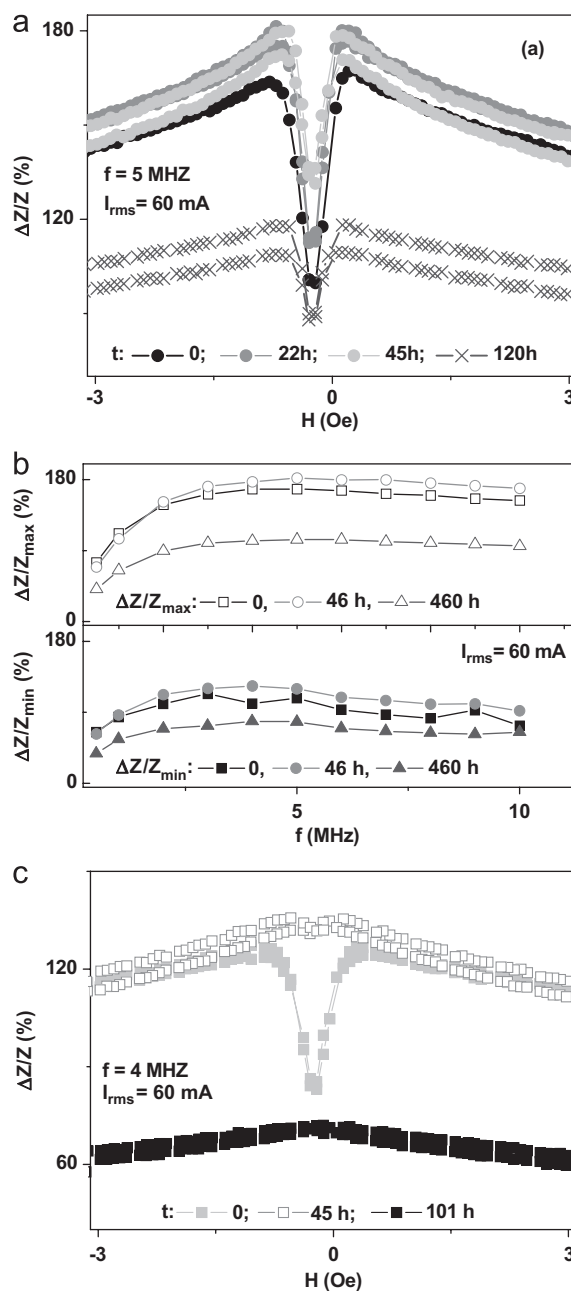 a
180
(a)
ΔZ/Z (%)
f = 5 MHZ
Irms= 60 mA
120
t: 0; 22h; 45h; 120h
-3 0 3
H (Oe)
b
180
ΔZ/Zmax (%)
ΔZ/Zmax: 0, 46 h, 460 h
0
180
Irms= 60 mA
ΔZ/Zmin (%)
ΔZ/Zmin: 0, 46 h, 460 h
0
5 10
f (MHz)
c
120
ΔZ/Z (%)
f = 4 MHZ
Irms= 60 mA
60
t: 0; 45 h; 101 h
-3 0 3
H (Oe)